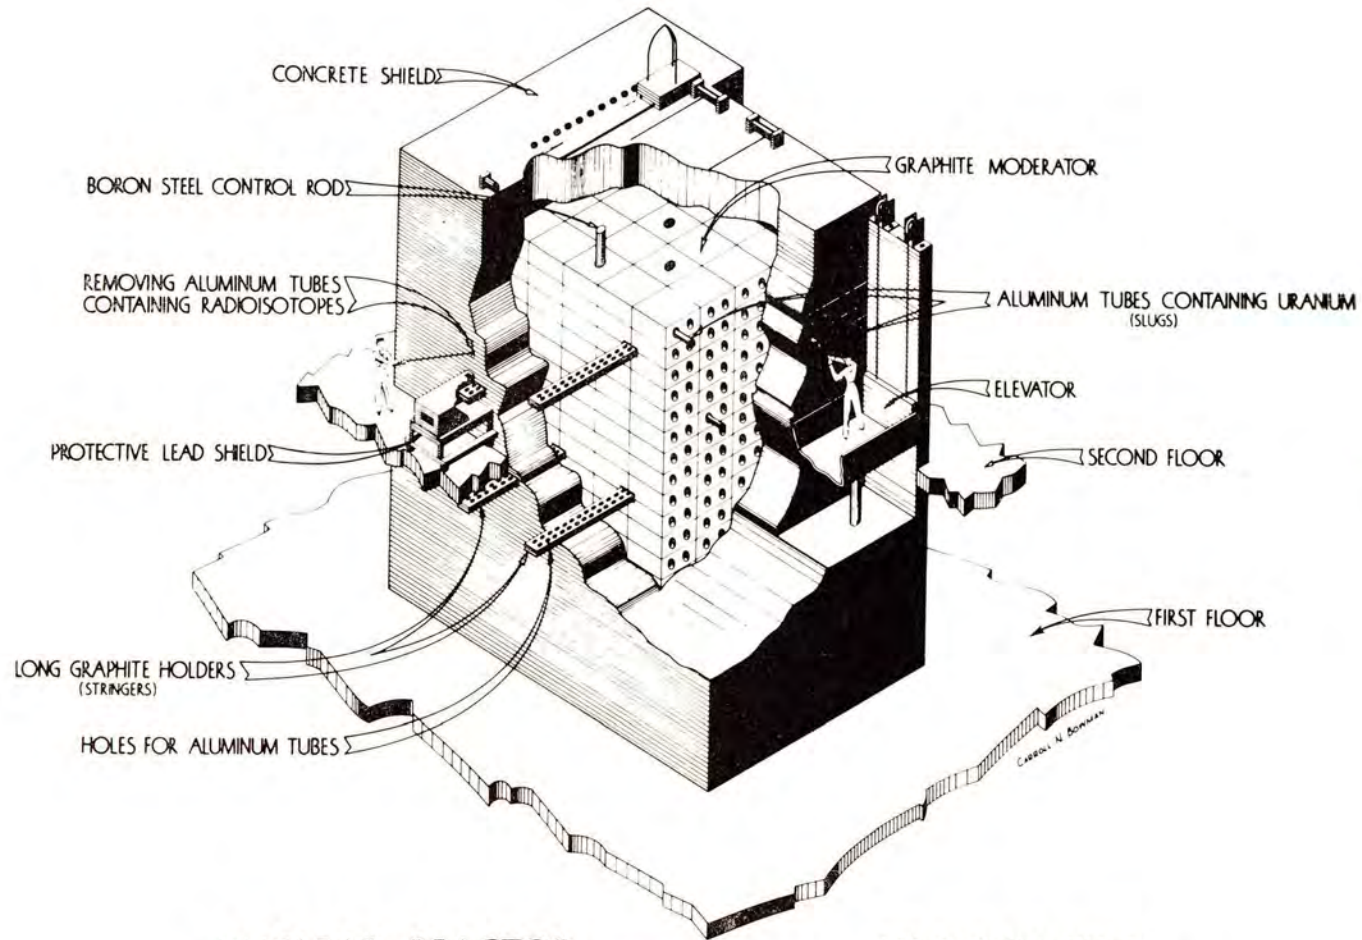 CONCRETE SHIELD
BORON STEEL CONTROL ROD
GRAPHITE MODERATOR
REMOVING ALUMINUM TUBES
CONTAINING RADIOISOTOPES
ALUMINUM TUBES CONTAINING URANIUM
(SLUGS)
ELEVATOR
PROTECTIVE LEAD SHIELD
SECOND FLOOR
FIRST FLOOR
LONG GRAPHITE HOLDERS
(STRINGERS)
HOLES FOR ALUMINUM TUBES
CARROLL N. BOWMAN